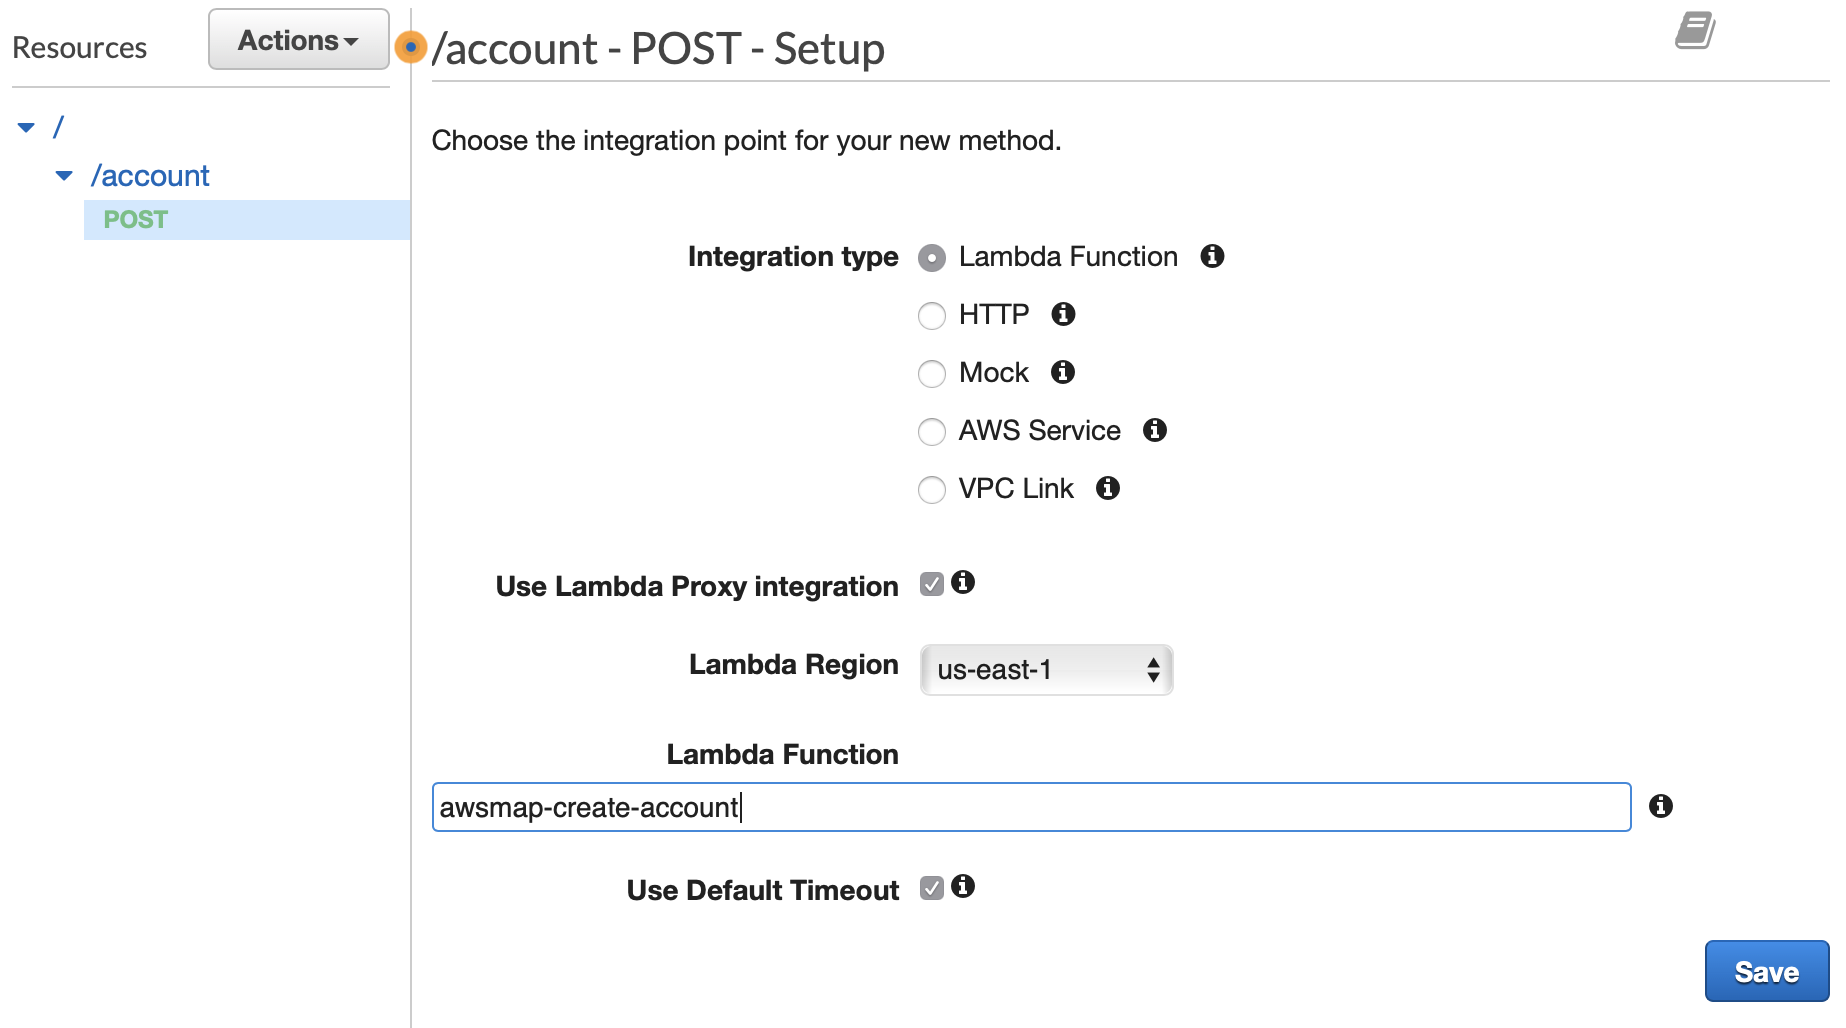 Resources
Actions
/account - POST - Setup
/
/account
POST
Choose the integration point for your new method.
Integration type
Lambda Function
HTTP
Mock
AWS Service
VPC Link
Use Lambda Proxy integration
Lambda Region
us-east-1
Lambda Function
awsmap-create-account
Use Default Timeout
Save